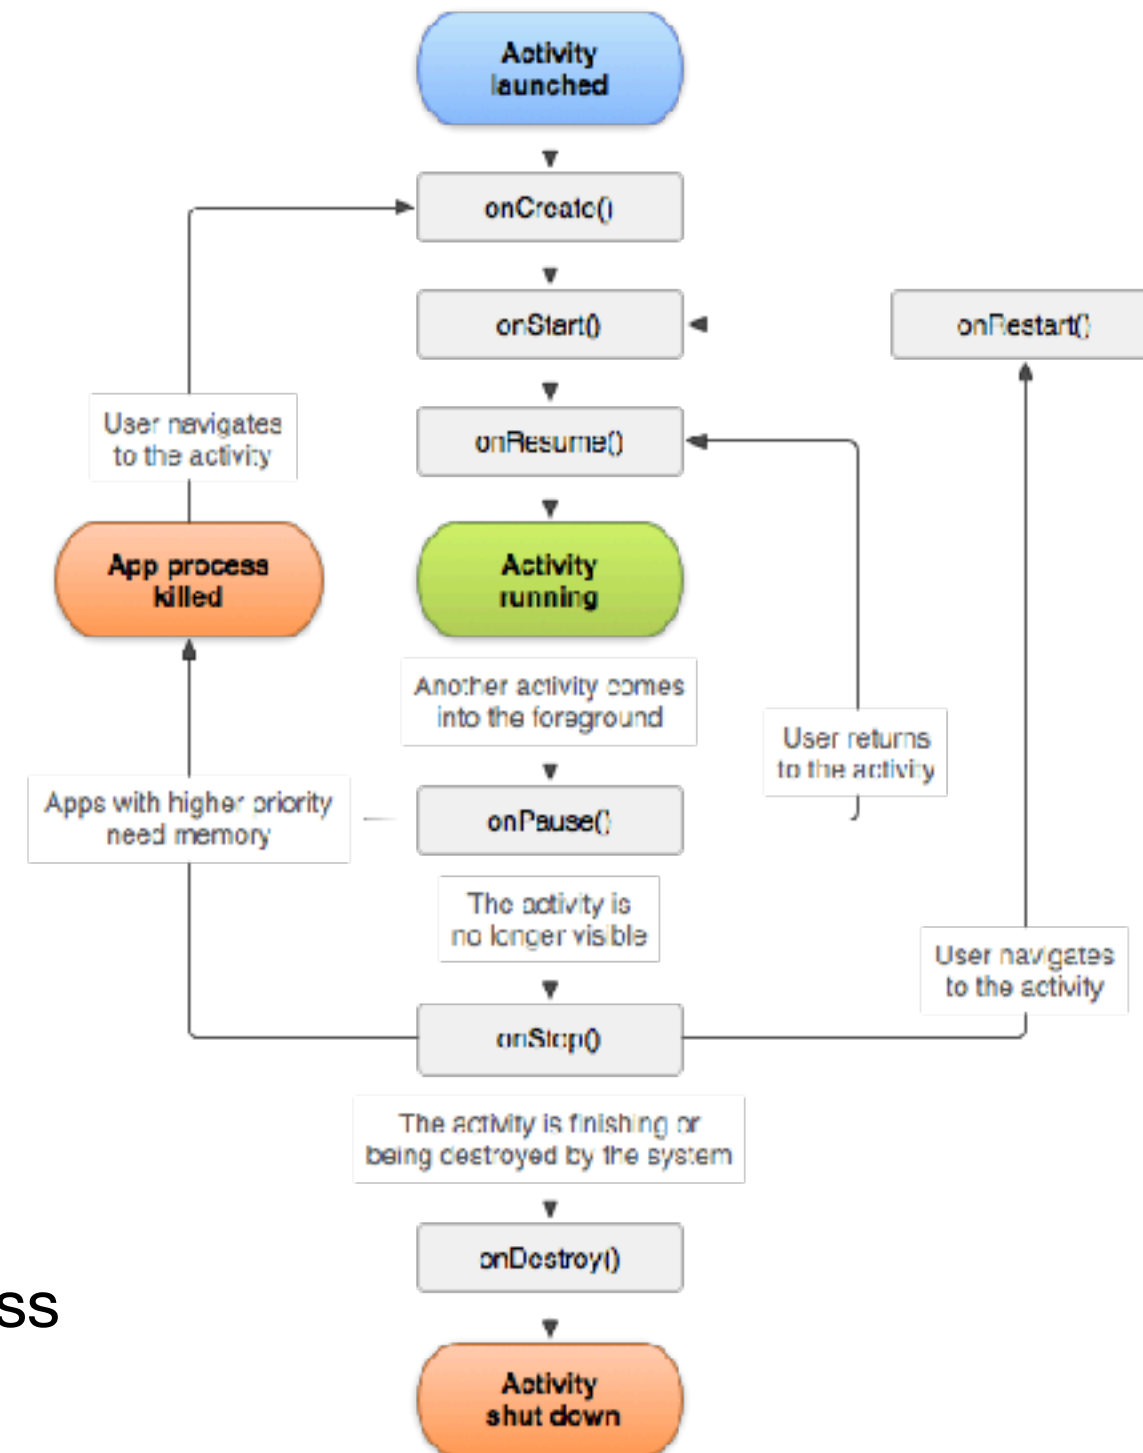 Activity
launched
onCreate()
onStart()
onRestart()
User navigates
to the activity
onResume()
App process
killed
Activity
running
Another activity comes
into the foreground
User returns
to the activity
Apps with higher priority
need memory
onPause()
The activity is
no longer visible
User navigates
to the activity
onStop()
The activity is finishing or
being destroyed by the system
onDestroy()
ss
Activity
shut down